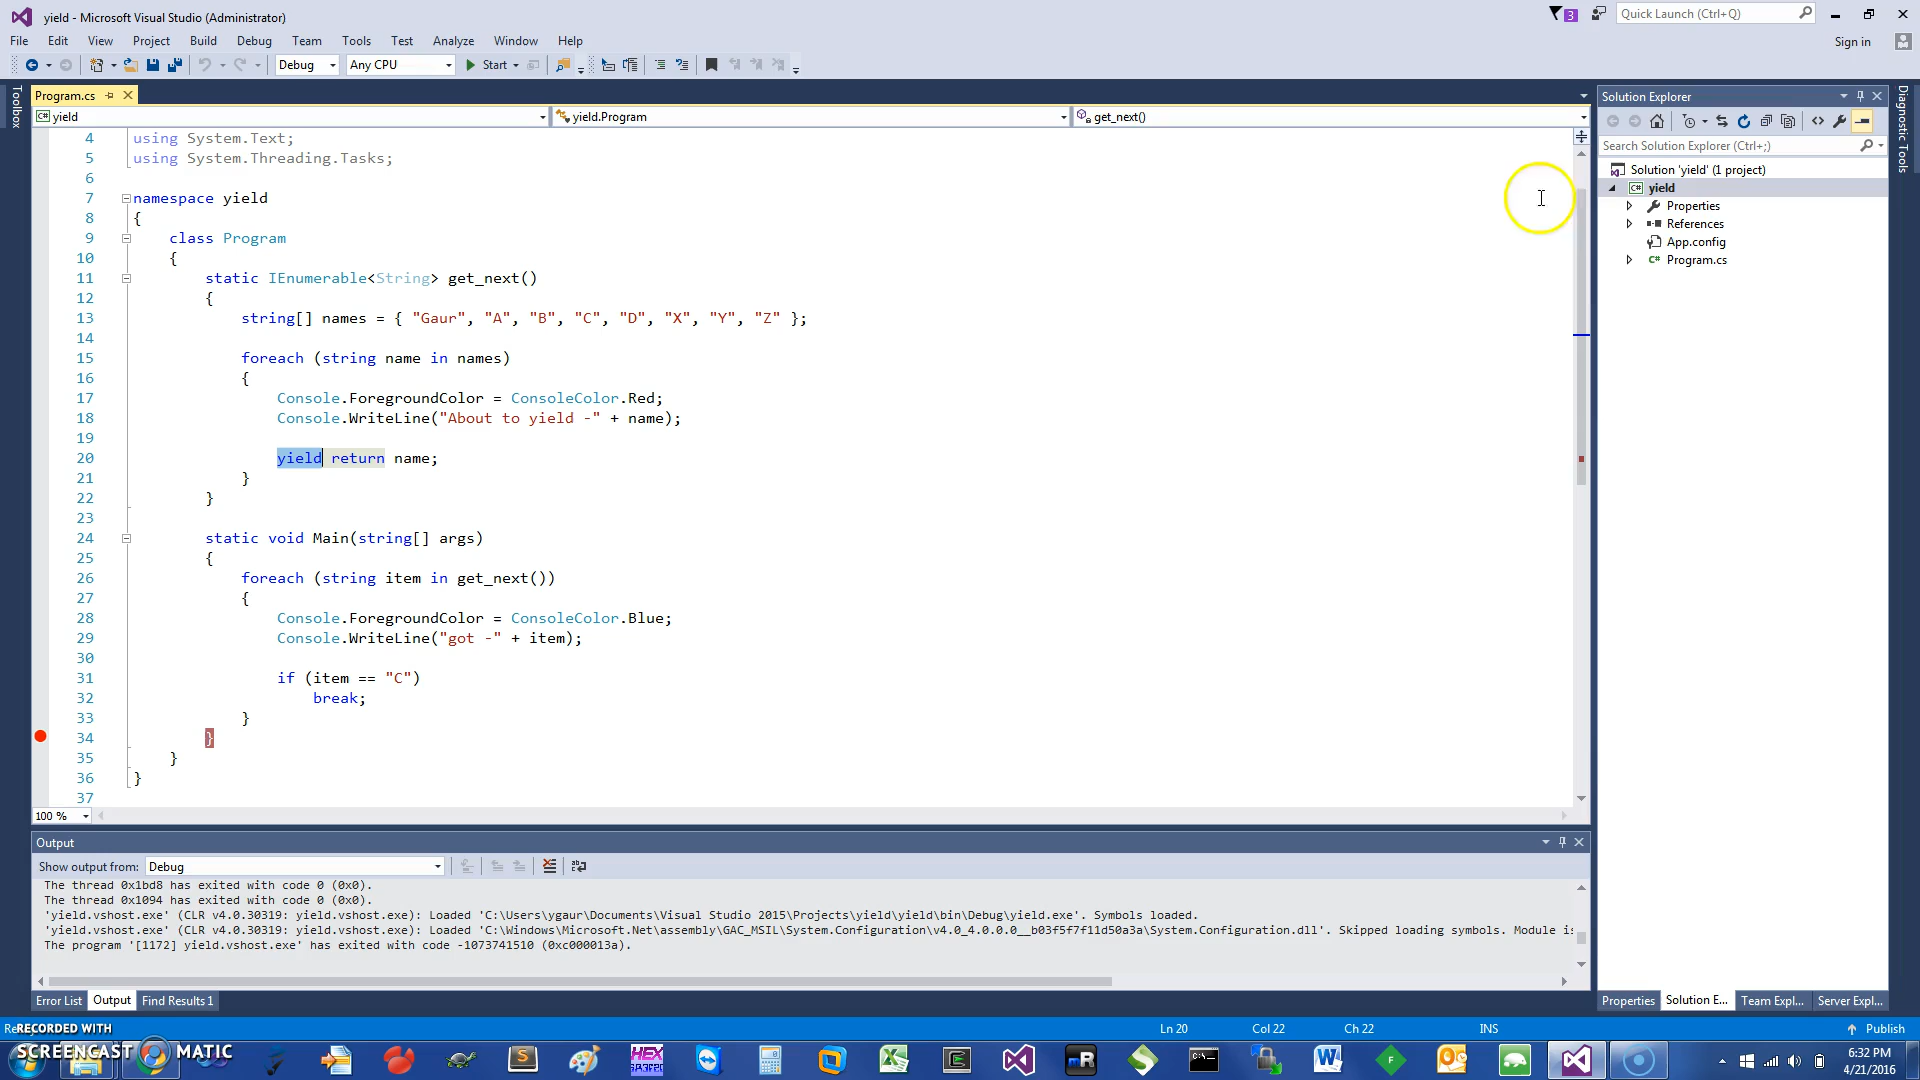 yield - Microsoft Visual Studio (Administrator)
3
Quick Launch (Ctrl+Q)
File Edit View Project Build Debug Team Tools Test Analyze Window Help
Sign in
Debug Any CPU Start
Toolbox
Program.cs
yield yield.Program get_next()
4 using System.Text;
5 using System.Threading.Tasks;
6
7 namespace yield
8 {
9 class Program
10 {
11 static IEnumerable<String> get_next()
12 {
13 string[] names = { "Gaur", "A", "B", "C", "D", "X", "Y", "Z" };
14
15 foreach (string name in names)
16 {
17 Console.ForegroundColor = ConsoleColor.Red;
18 Console.WriteLine("About to yield -" + name);
19
20 yield return name;
21 }
22 }
23
24 static void Main(string[] args)
25 {
26 foreach (string item in get_next())
27 {
28 Console.ForegroundColor = ConsoleColor.Blue;
29 Console.WriteLine("got -" + item);
30
31 if (item == "C")
32 break;
33 }
34 }
35 }
36 }
37
100 %
Solution Explorer
Search Solution Explorer (Ctrl+;)
Solution 'yield' (1 project)
C# yield
Properties
References
App.config
C# Program.cs
Diagnostic Tools
Output
Show output from: Debug
The thread 0x1bd8 has exited with code 0 (0x0).
The thread 0x1094 has exited with code 0 (0x0).
'yield.vshost.exe' (CLR v4.0.30319: yield.vshost.exe): Loaded 'C:\Users\ygaur\Documents\Visual Studio 2015\Projects\yield\yield\bin\Debug\yield.exe'. Symbols loaded.
'yield.vshost.exe' (CLR v4.0.30319: yield.vshost.exe): Loaded 'C:\Windows\Microsoft.Net\assembly\GAC_MSIL\System.Configuration\v4.0_4.0.0.0__b03f5f7f11d50a3a\System.Configuration.dll'. Skipped loading symbols. Module is
The program '[1172] yield.vshost.exe' has exited with code -1073741510 (0xc000013a).
Error List Output Find Results 1
Properties Solution E... Team Expl... Server Expl...
Ln 20 Col 22 Ch 22 INS Publish
RECORDED WITH
SCREENCAST MATIC
HEX
mR
6:32 PM
4/21/2016